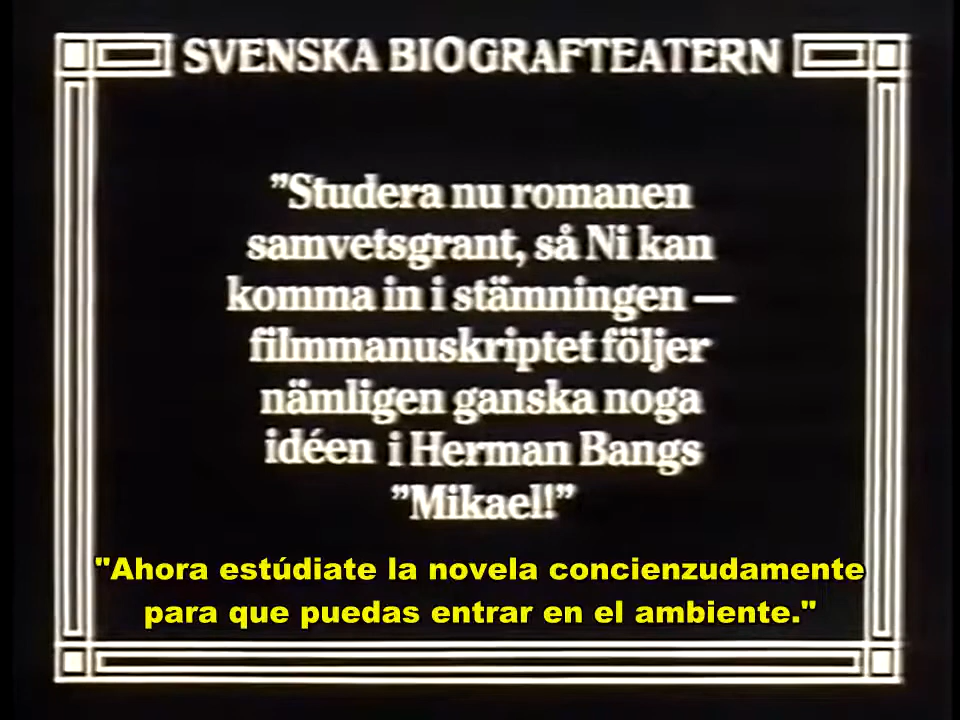 SVENSKA BIOGRAFTEATERN
”Studera nu romanen
samvetsgrant, så Ni kan
komma in i stämningen —
filmmanuskriptet följer
nämligen ganska noga
idéen i Herman Bangs
”Mikael!”
"Ahora estúdiate la novela concienzudamente
para que puedas entrar en el ambiente."